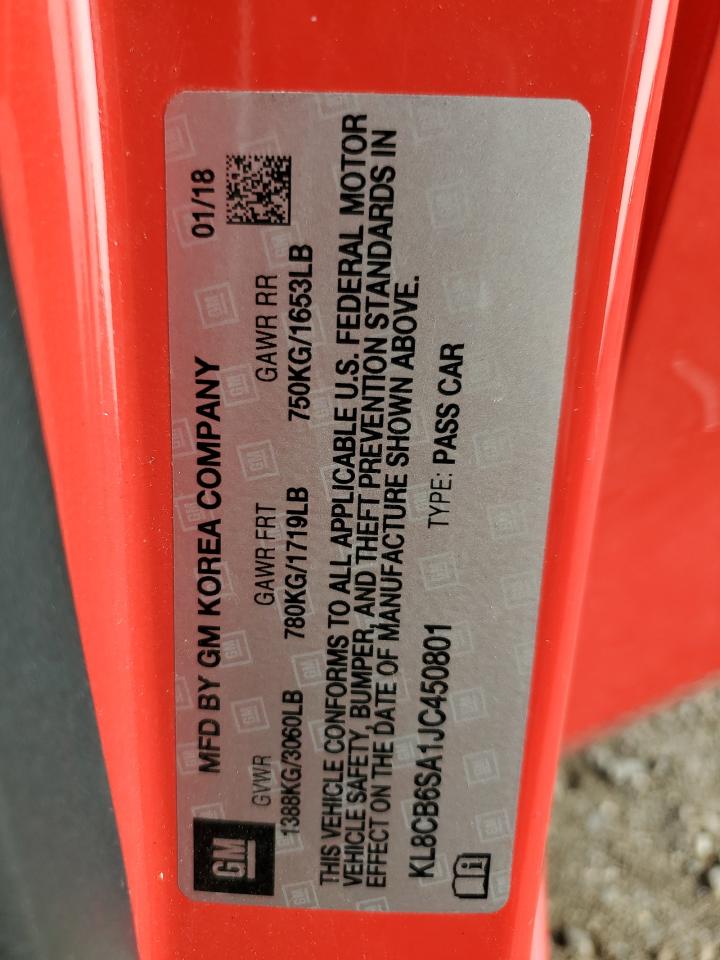 GM
MFD BY GM KOREA COMPANY 01/18
GVWR GAWR FRT GAWR RR
1388KG/3060LB 780KG/1719LB 750KG/1653LB
THIS VEHICLE CONFORMS TO ALL APPLICABLE U.S. FEDERAL MOTOR
VEHICLE SAFETY, BUMPER, AND THEFT PREVENTION STANDARDS IN
EFFECT ON THE DATE OF MANUFACTURE SHOWN ABOVE.
KL8CB6SA1JC450801 TYPE: PASS CAR